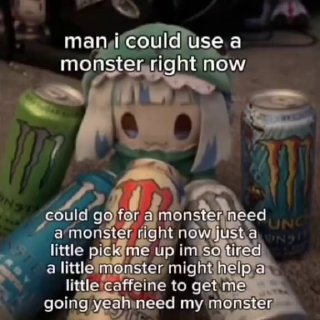 man i could use a
monster right now
could go for a monster need
a monster right now just a
little pick me up im so tired
a little monster might help a
little caffeine to get me
going yeah need my monster